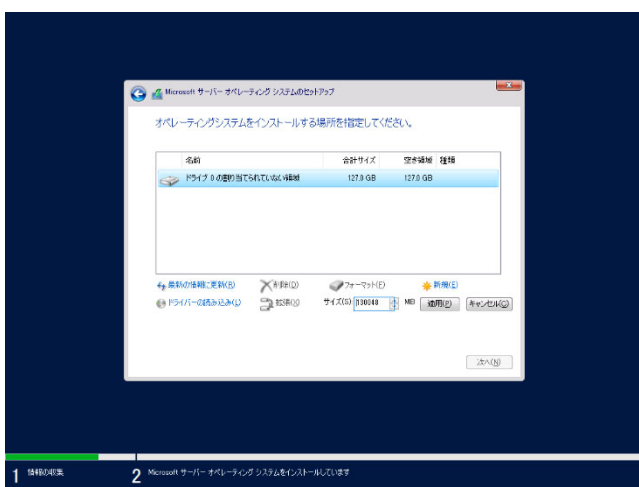 Microsoft サーバー オペレーティング システムのセットアップ
オペレーティングシステムをインストールする場所を指定してください。
名前 合計サイズ 空き領域 種類
ドライブ 0 の割り当てられていない領域 127.0 GB 127.0 GB
最新の情報に更新(R) 削除(D) フォーマット(F) 新規(E)
ドライバーの読み込み(L) 拡張(X) サイズ(S) 130048 MB 適用(P) キャンセル(C)
次へ(N)
1 情報の収集 2 Microsoft サーバー オペレーティング システムをインストールしています